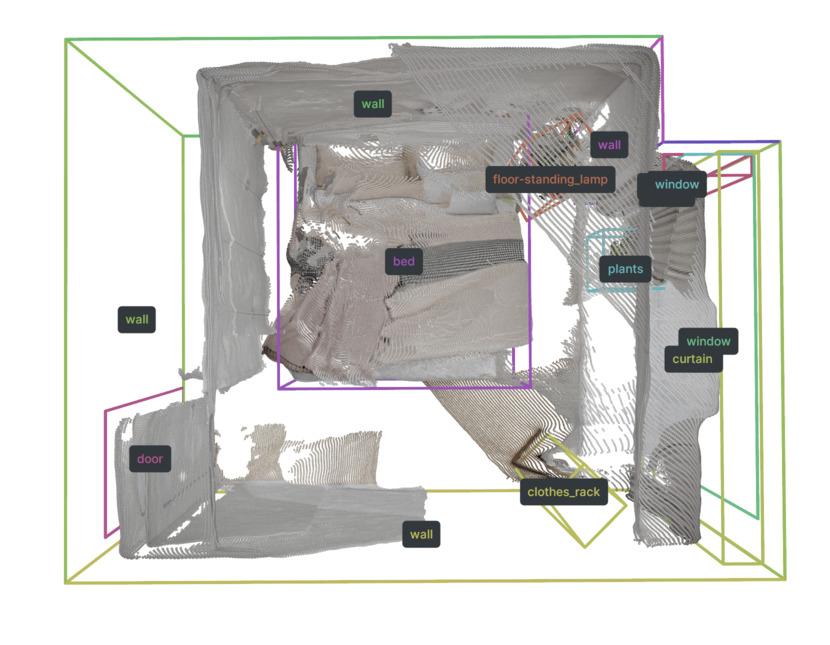 wall
wall
floor-standing_lamp
window
bed
plants
wall
window
curtain
door
clothes_rack
wall